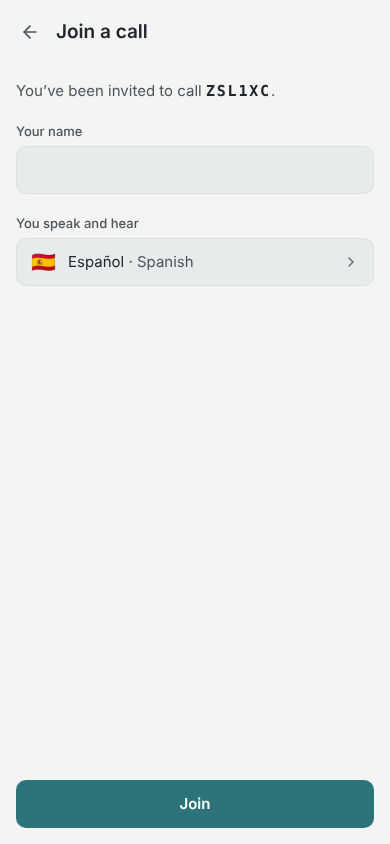 Join a call
You’ve been invited to call ZSL1XC.
Your name
You speak and hear
Español · Spanish
Join